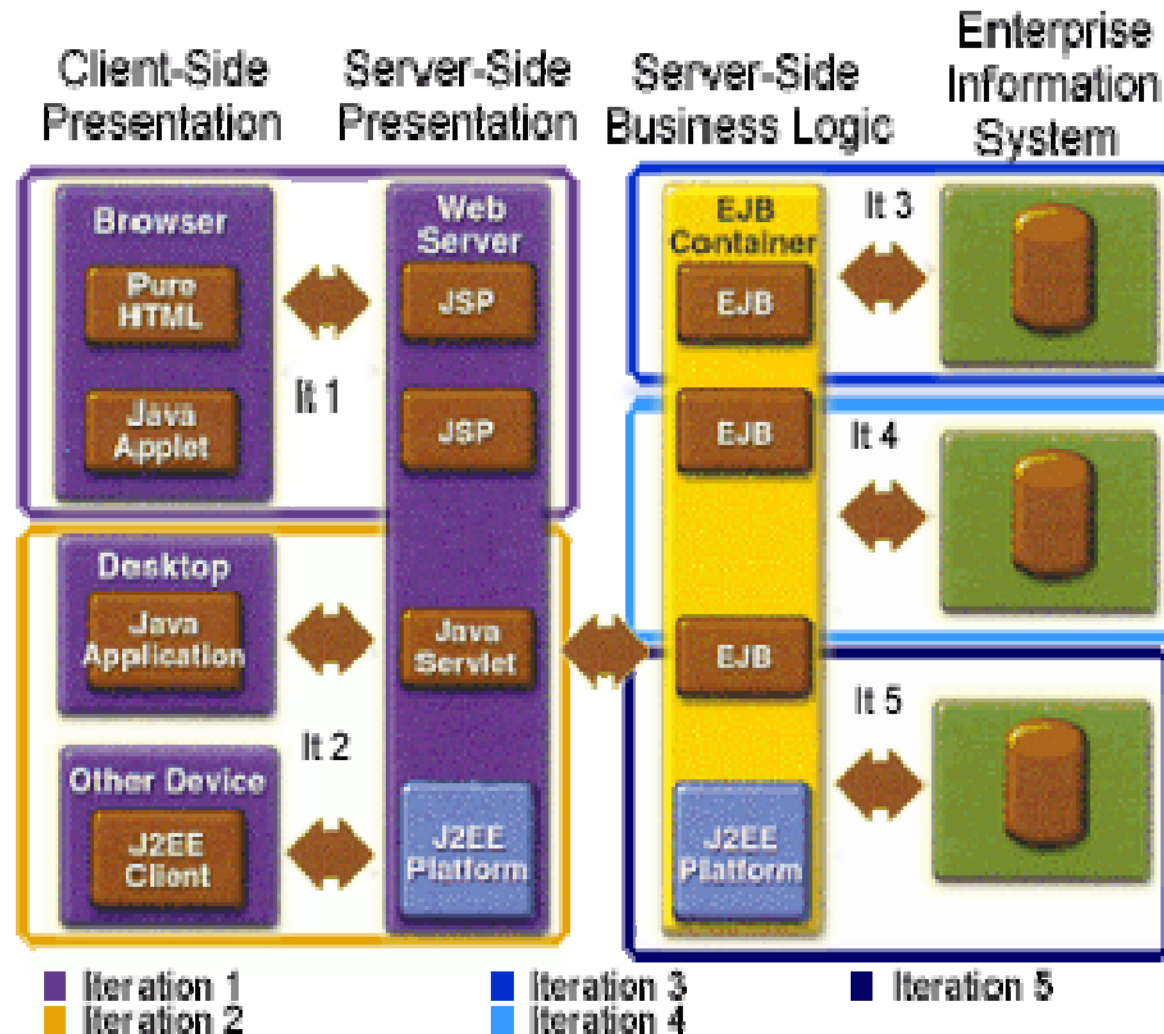 Client-Side
Presentation
Server-Side
Presentation
Server-Side
Business Logic
Enterprise
Information
System
Browser
Pure
HTML
Java
Applet
It 1
Web
Server
JSP
JSP
EJB
Container
EJB
It 3
EJB
It 4
Desktop
Java
Application
Java
Servlet
EJB
It 5
It 2
Other Device
J2EE
Client
J2EE
Platform
J2EE
Platform
Iteration 1
Iteration 2
Iteration 3
Iteration 4
Iteration 5